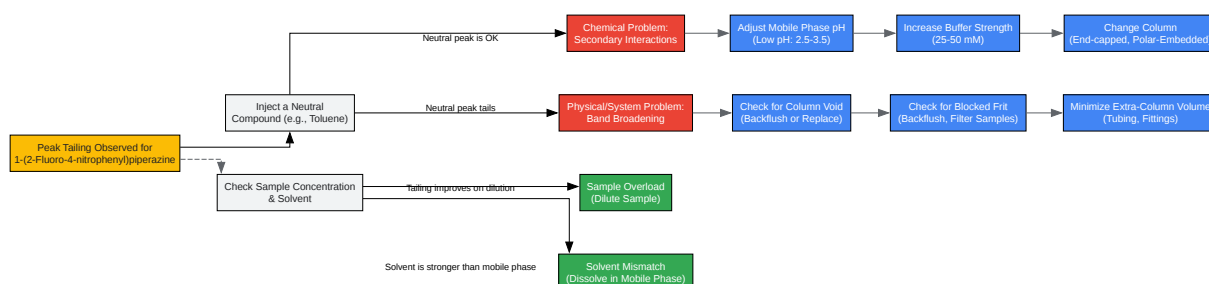 Neutral peak is OK
Chemical Problem:
Secondary Interactions
Adjust Mobile Phase pH
(Low pH: 2.5-3.5)
Increase Buffer Strength
(25-50 mM)
Change Column
(End-capped, Polar-Embedded)
Inject a Neutral
Compound (e.g., Toluene)
Neutral peak tails
Physical/System Problem:
Band Broadening
Check for Column Void
(Backflush or Replace)
Check for Blocked Frit
(Backflush, Filter Samples)
Minimize Extra-Column Volume
(Tubing, Fittings)
Peak Tailing Observed for
1-(2-Fluoro-4-nitrophenyl)piperazine
Check Sample Concentration
& Solvent
Tailing improves on dilution
Sample Overload
(Dilute Sample)
Solvent is stronger than mobile phase
Solvent Mismatch
(Dissolve in Mobile Phase)